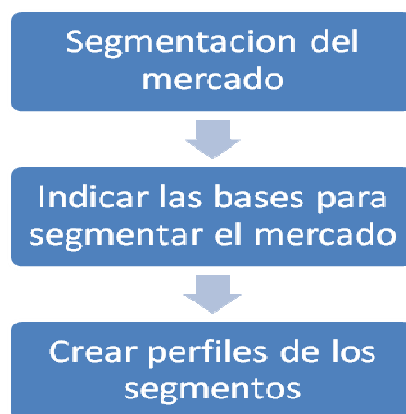 Segmentacion del
mercado
Indicar las bases para
segmentar el mercado
Crear perfiles de los
segmentos